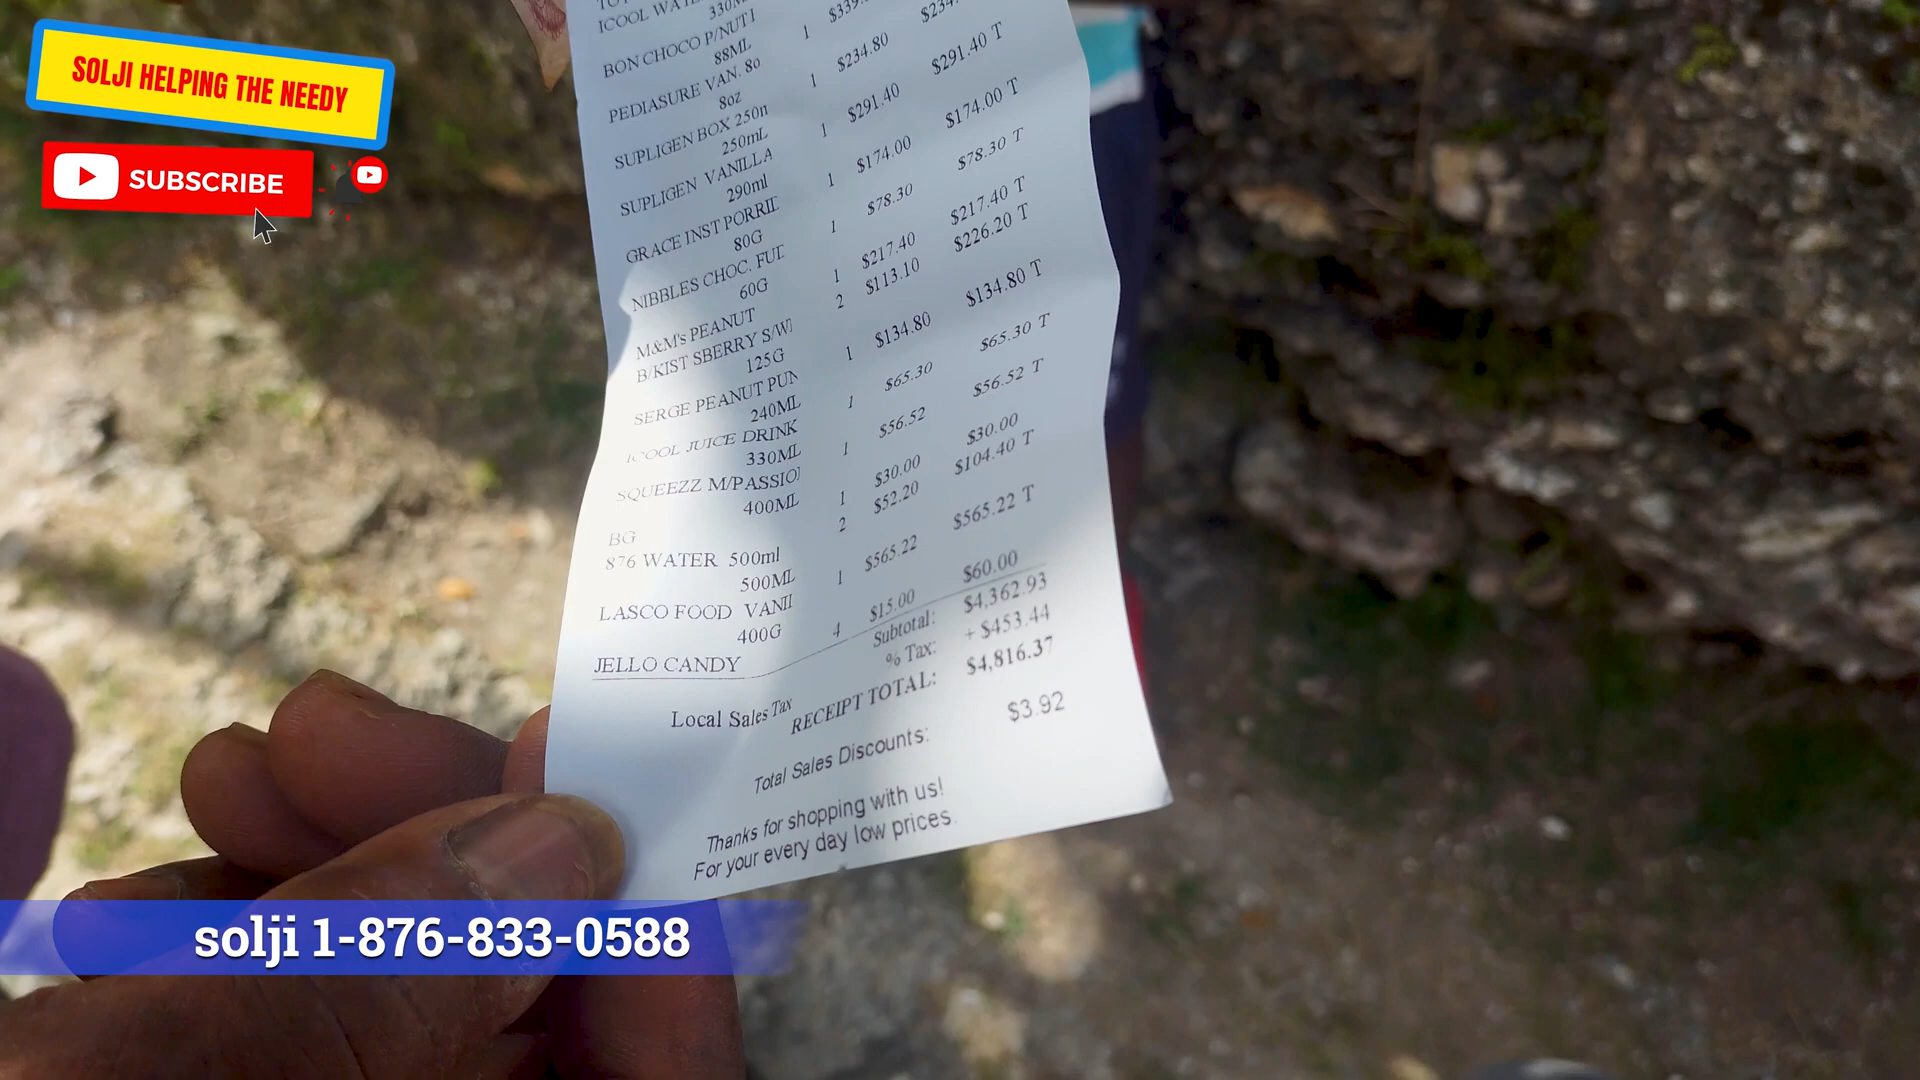 SOLJI HELPING THE NEEDY
SUBSCRIBE
ICOOL
330M
BON CHOCO P/NUT 1 $339.
88ML
PEDIASURE VAN. 8o 1 $234.80 $234.
8oz
SUPLIGEN BOX 250n 1 $291.40 $291.40 T
250mL
SUPLIGEN VANILLA 1 $174.00 $174.00 T
290ml
GRACE INST PORRIL 1 $78.30 $78.30 T
80G
NIBBLES CHOC. FUL 1 $217.40 $217.40 T
60G
M&M's PEANUT 2 $113.10 $226.20 T
B/KIST SBERRY S/WI
125G
SERGE PEANUT PUN 1 $134.80 $134.80 T
240ML
ICOOL JUICE DRINK 1 $65.30 $65.30 T
330ML
SQUEEZZ M/PASSIO 1 $56.52 $56.52 T
400ML
BG 1 $30.00 $30.00
876 WATER 500ml 2 $52.20 $104.40 T
500ML
LASCO FOOD VANIL 1 $565.22 $565.22 T
400G
JELLO CANDY 4 $15.00 $60.00
Subtotal: $4,362.93
Local Sales Tax % Tax: + $453.44
RECEIPT TOTAL: $4,816.37
Total Sales Discounts: $3.92
Thanks for shopping with us!
For your every day low prices.
solji 1-876-833-0588